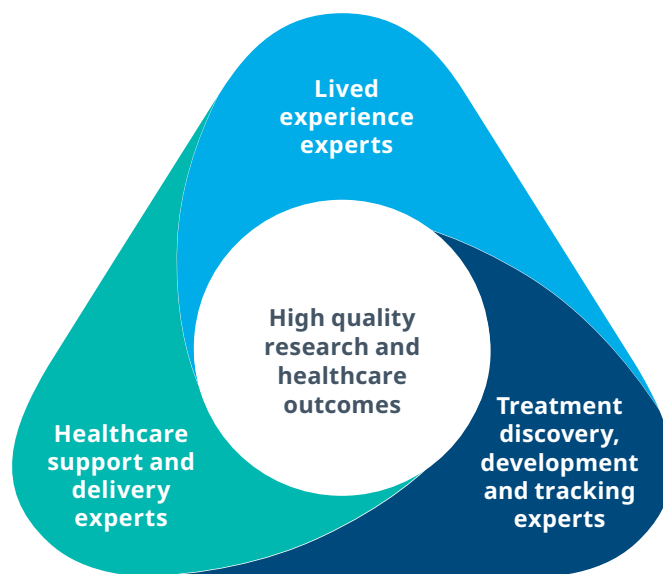 Lived
experience
experts
High quality
research and
healthcare
outcomes
Healthcare
support and
delivery
experts
Treatment
discovery,
development
and tracking
experts